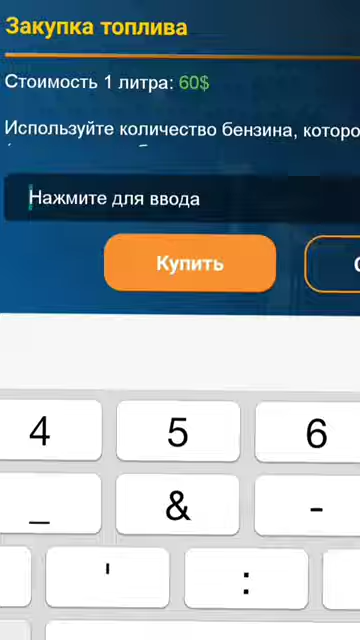 Закупка топлива
Стоимость 1 литра: 60$
Используйте количество бензина, которо
Нажмите для ввода
Купить
4 5 6
_ & -
' :